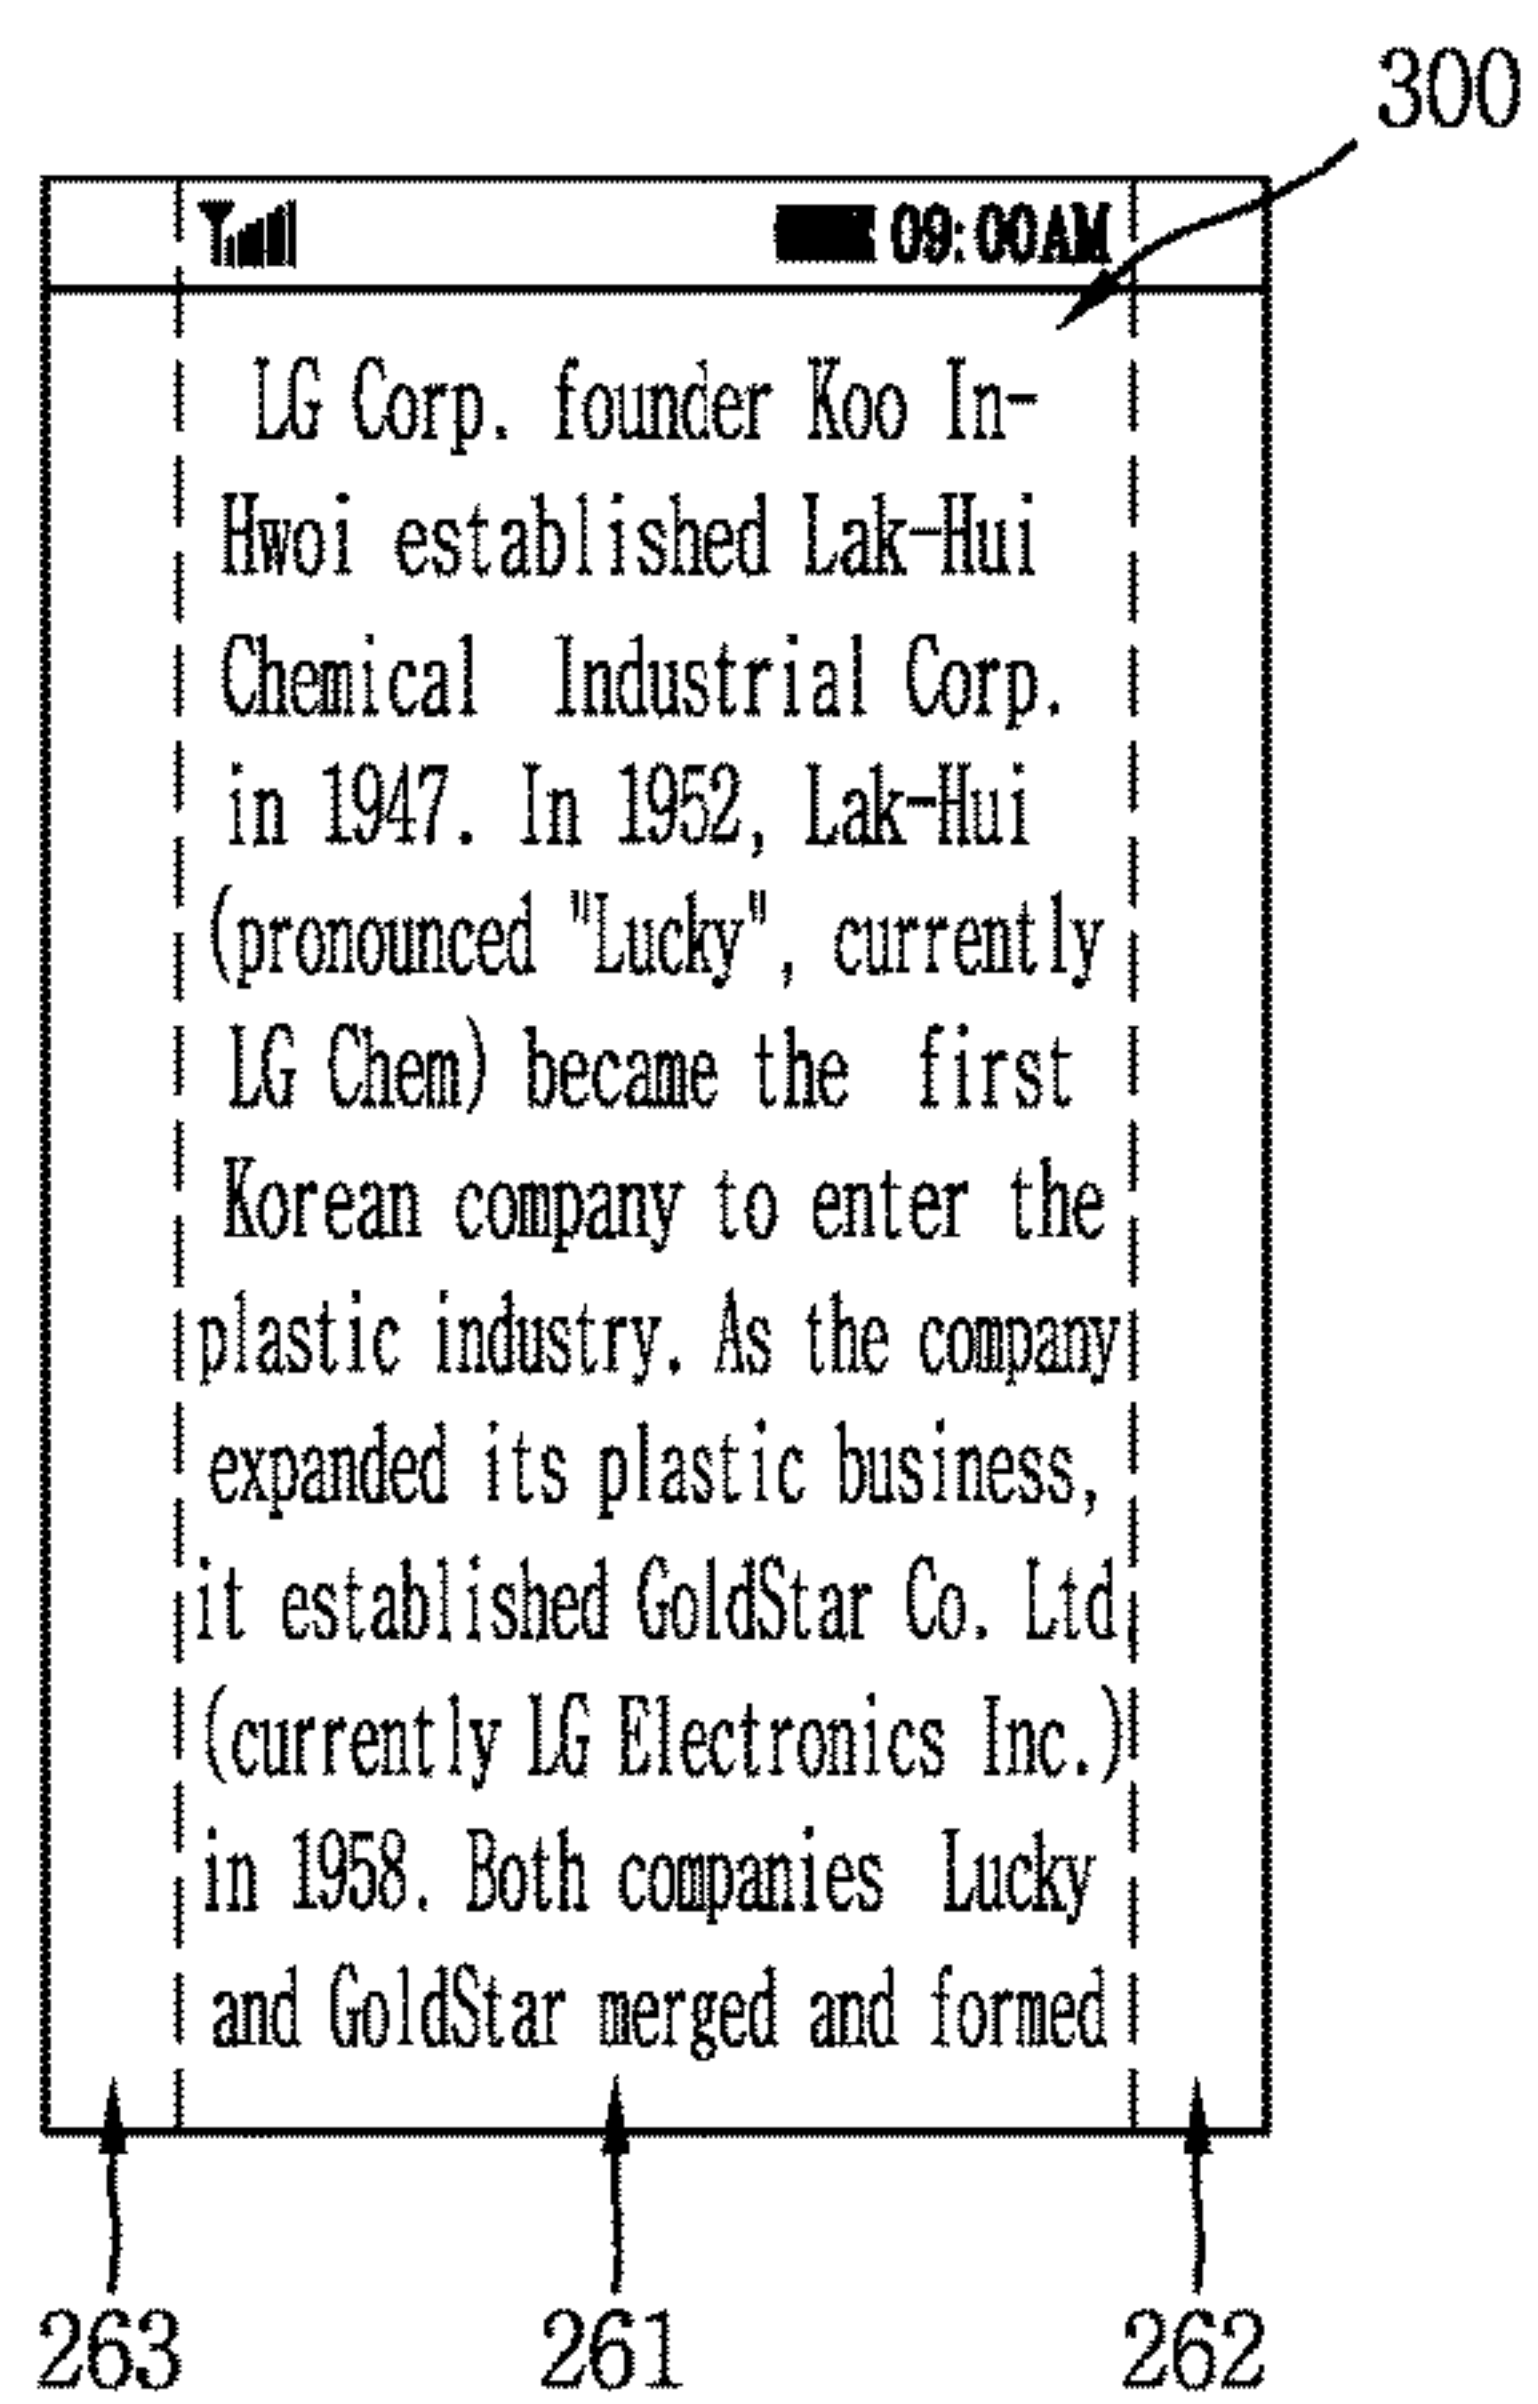 300
09:00AM
LG Corp. founder Koo In-
Hwoi established Lak-Hui
Chemical Industrial Corp.
in 1947. In 1952, Lak-Hui
(pronounced "Lucky", currently
LG Chem) became the first
Korean company to enter the
plastic industry. As the company
expanded its plastic business,
it established GoldStar Co. Ltd.
(currently LG Electronics Inc.)
in 1958. Both companies Lucky
and GoldStar merged and formed
263 261 262